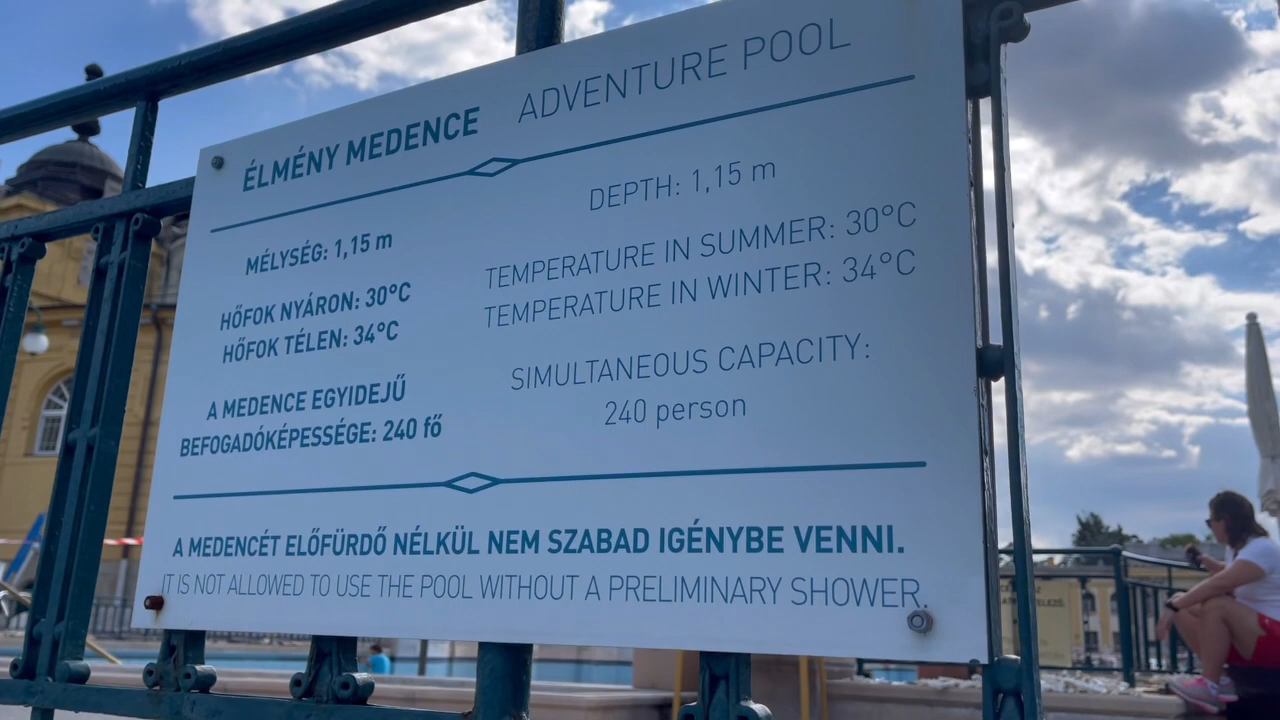 ÉLMÉNY MEDENCE ADVENTURE POOL
MÉLYSÉG: 1,15 m
HŐFOK NYÁRON: 30°C
HŐFOK TÉLEN: 34°C
A MEDENCE EGYIDEJŰ
BEFOGADÓKÉPESSÉGE: 240 fő
DEPTH: 1,15 m
TEMPERATURE IN SUMMER: 30°C
TEMPERATURE IN WINTER: 34°C
SIMULTANEOUS CAPACITY:
240 person
A MEDENCÉT ELŐFÜRDŐ NÉLKÜL NEM SZABAD IGÉNYBE VENNI.
IT IS NOT ALLOWED TO USE THE POOL WITHOUT A PRELIMINARY SHOWER.